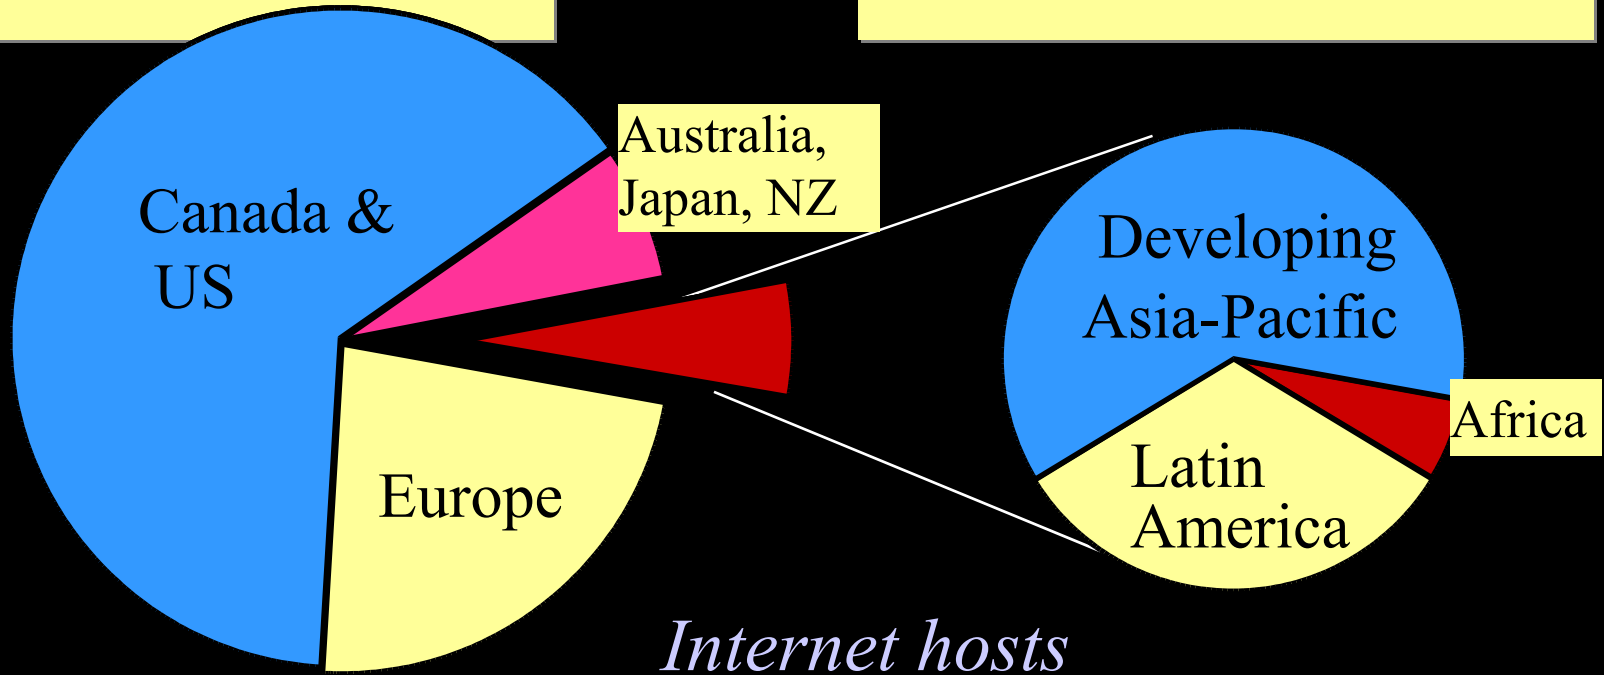 Australia,
Japan, NZ
Canada &
US
Developing
Asia-Pacific
Africa
Latin
America
Europe
Internet hosts